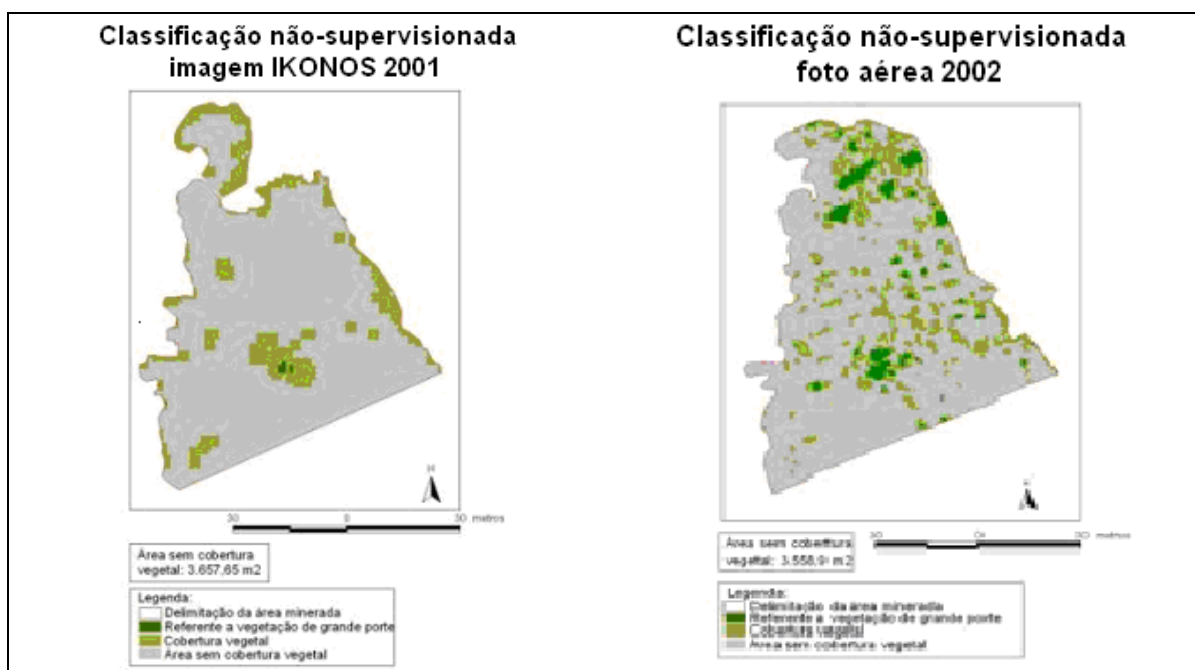 Classificação não-supervisionada
imagem IKONOS 2001
N
30 0 30 metros
Área sem cobertura
vegetal: 3.657,65 m2
Legenda:
Delimitação da área minerada
Referente a vegetação de grande porte
Cobertura vegetal
Área sem cobertura vegetal
Classificação não-supervisionada
foto aérea 2002
metros
Área sem cobertura
vegetal: m2
Legenda:
Delimitação da área minerada
Referente a vegetação de grande porte
Cobertura vegetal
Área sem cobertura vegetal